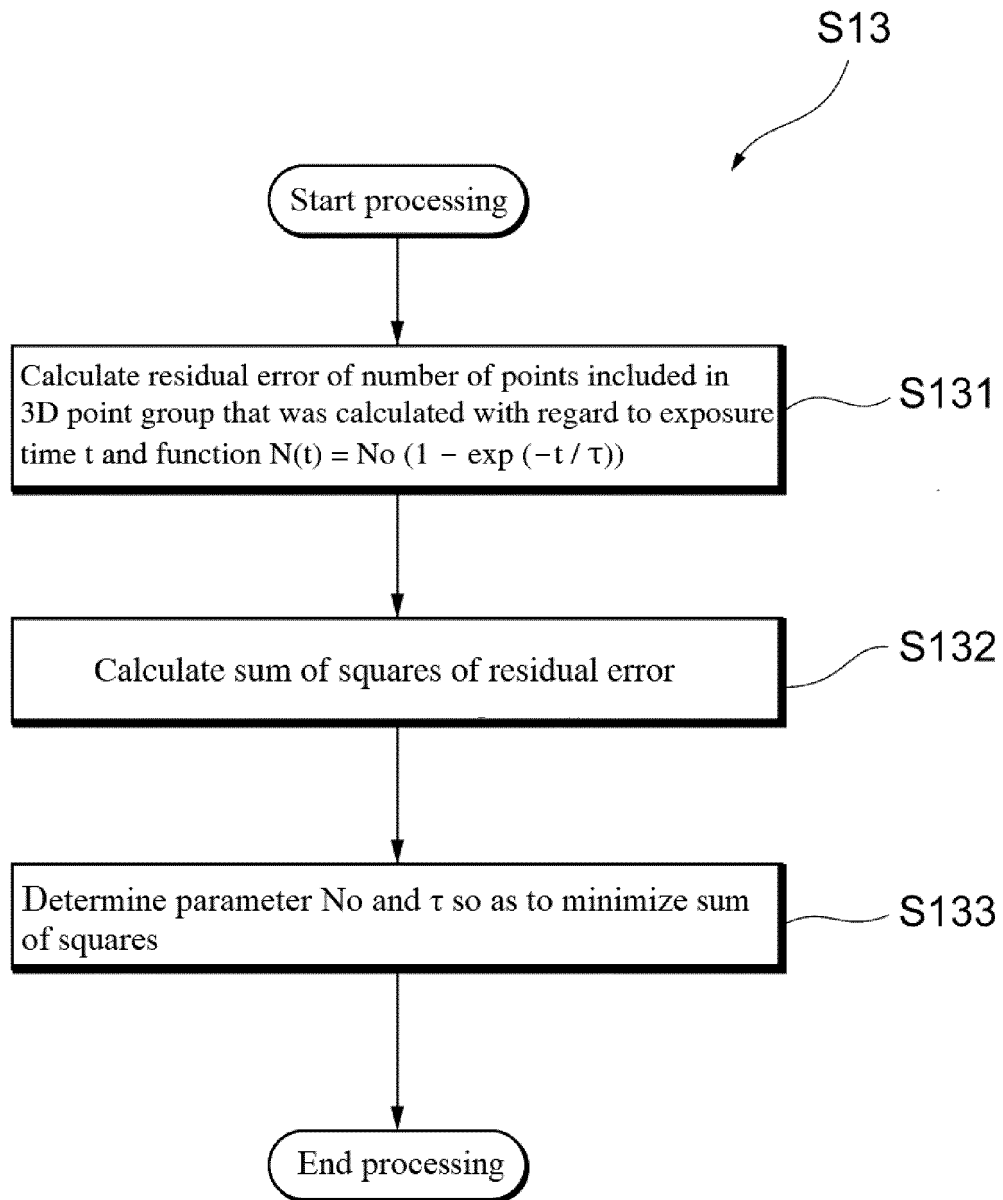 S13
Start processing
Calculate residual error of number of points included in
3D point group that was calculated with regard to exposure
time t and function N(t) = No (1 − exp (−t / τ))
S131
Calculate sum of squares of residual error
S132
Determine parameter No and τ so as to minimize sum
of squares
S133
End processing